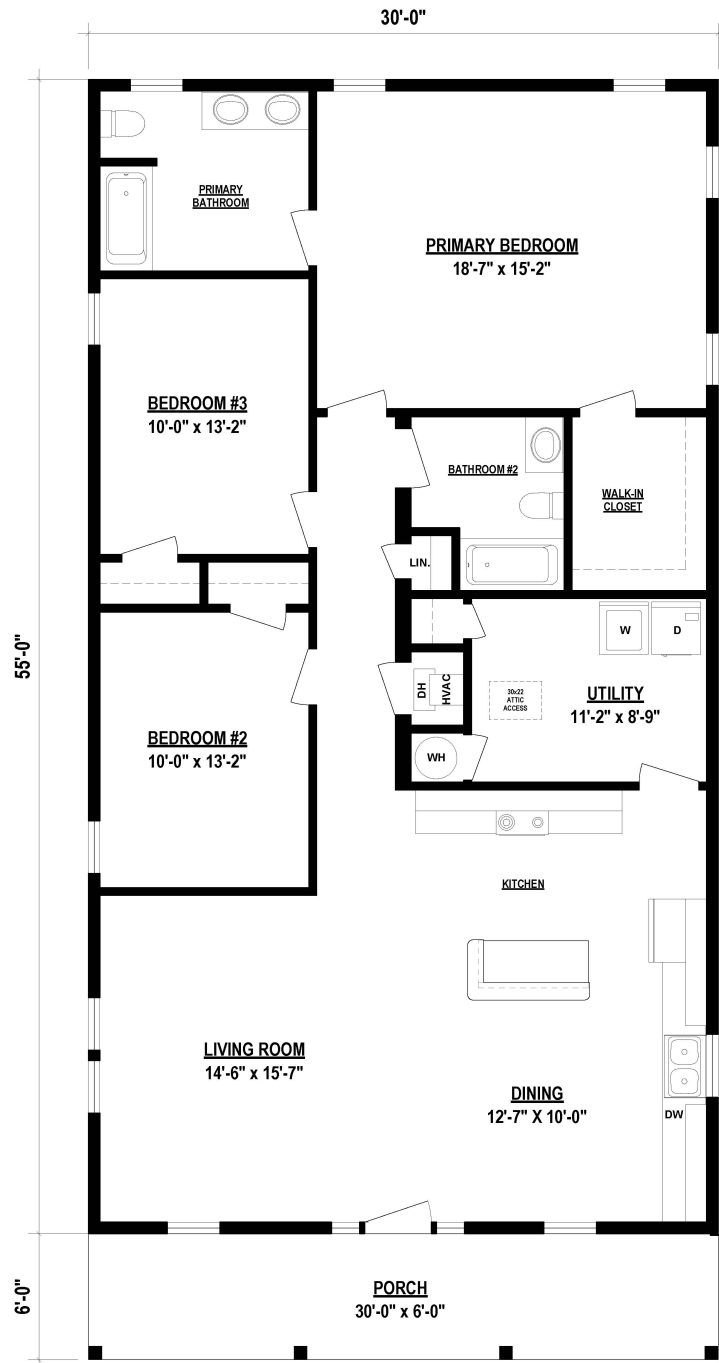 30'-0"
PRIMARY
BATHROOM
PRIMARY BEDROOM
18'-7" x 15'-2"
BEDROOM #3
10'-0" x 13'-2"
BATHROOM #2
WALK-IN
CLOSET
LIN.
W
D
55'-0"
DH
HVAC
30x22
ATTIC
ACCESS
UTILITY
11'-2" x 8'-9"
BEDROOM #2
10'-0" x 13'-2"
WH
KITCHEN
LIVING ROOM
14'-6" x 15'-7"
DINING
12'-7" X 10'-0"
DW
6'-0"
PORCH
30'-0" x 6'-0"